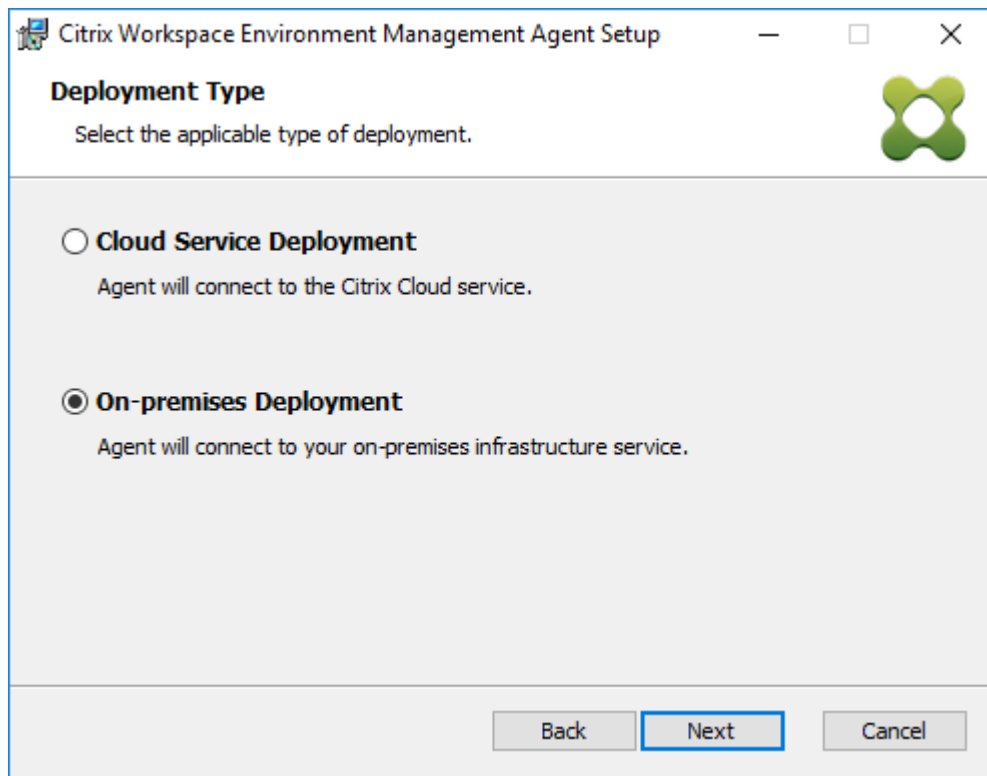 Citrix Workspace Environment Management Agent Setup
Deployment Type
Select the applicable type of deployment.
Cloud Service Deployment
Agent will connect to the Citrix Cloud service.
On-premises Deployment
Agent will connect to your on-premises infrastructure service.
Back Next Cancel